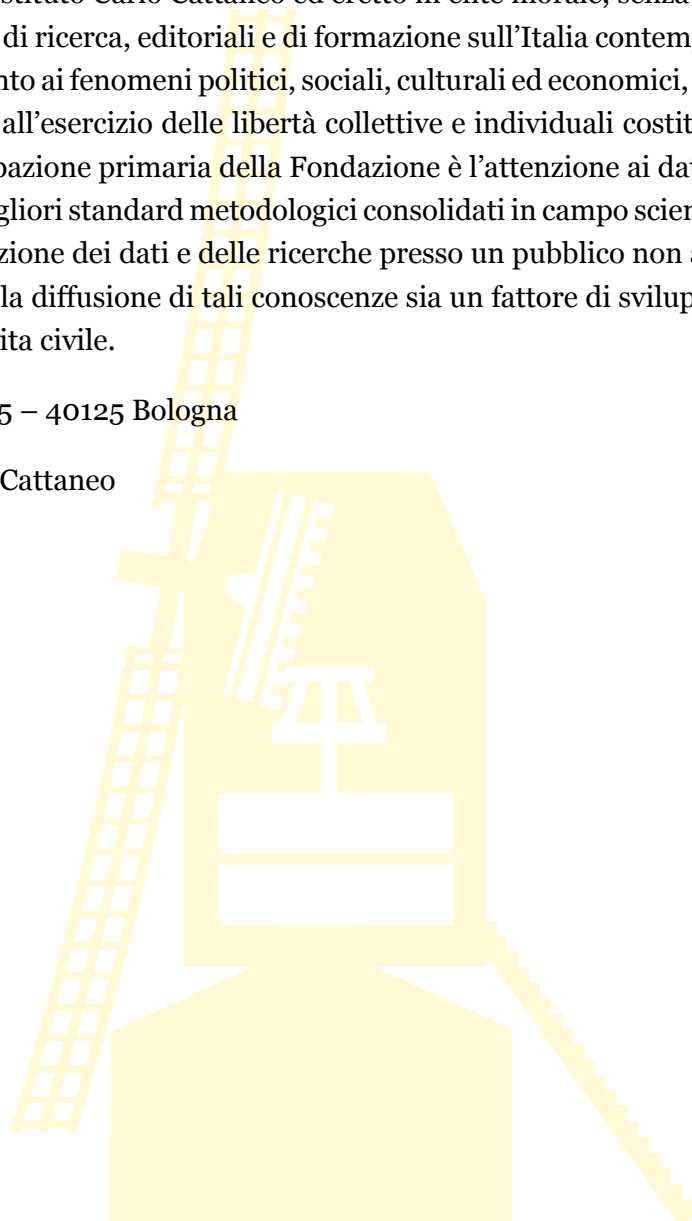 stituto Carlo Cattaneo ed eretto in ente morale, senza
di ricerca, editoriali e di formazione sull’Italia contemp
nto ai fenomeni politici, sociali, culturali ed economici,
all’esercizio delle libertà collettive e individuali costit
pazione primaria della Fondazione è l’attenzione ai dat
gliori standard metodologici consolidati in campo scien
zione dei dati e delle ricerche presso un pubblico non a
la diffusione di tali conoscenze sia un fattore di svilup
ita civile.
5 – 40125 Bologna
Cattaneo